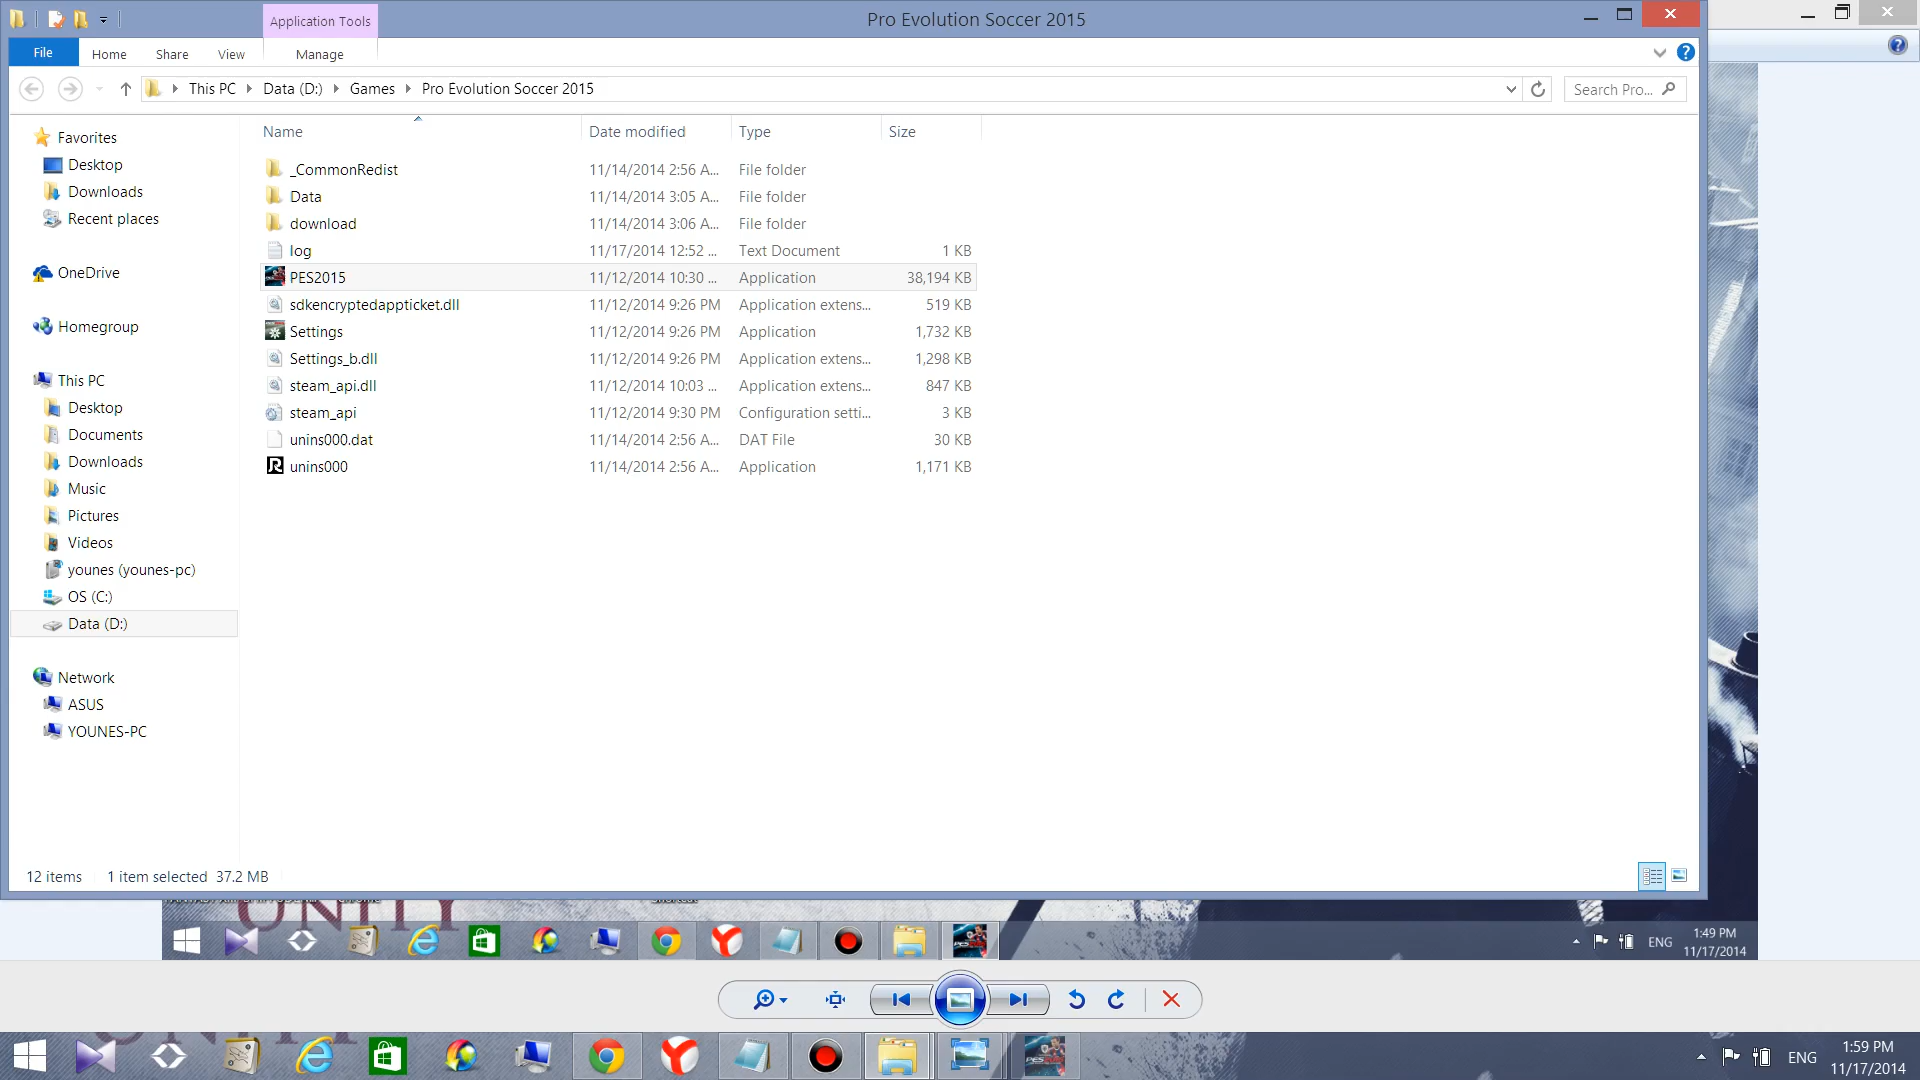 Application Tools
Pro Evolution Soccer 2015
File
Home
Share
View
Manage
This PC
Data (D:)
Games
Pro Evolution Soccer 2015
Search Pro...
Name
Date modified
Type
Size
Favorites
Desktop
Downloads
Recent places
OneDrive
Homegroup
This PC
Desktop
Documents
Downloads
Music
Pictures
Videos
younes (younes-pc)
OS (C:)
Data (D:)
Network
ASUS
YOUNES-PC
_CommonRedist 11/14/2014 2:56 A... File folder
Data 11/14/2014 3:05 A... File folder
download 11/14/2014 3:06 A... File folder
log 11/17/2014 12:52 ... Text Document 1 KB
PES2015 11/12/2014 10:30 ... Application 38,194 KB
sdkencryptedappticket.dll 11/12/2014 9:26 PM Application extens... 519 KB
Settings 11/12/2014 9:26 PM Application 1,732 KB
Settings_b.dll 11/12/2014 9:26 PM Application extens... 1,298 KB
steam_api.dll 11/12/2014 10:03 ... Application extens... 847 KB
steam_api 11/12/2014 9:30 PM Configuration setti... 3 KB
unins000.dat 11/14/2014 2:56 A... DAT File 30 KB
unins000 11/14/2014 2:56 A... Application 1,171 KB
12 items 1 item selected 37.2 MB
UNITY
ENG
1:49 PM
11/17/2014
ENG
1:59 PM
11/17/2014